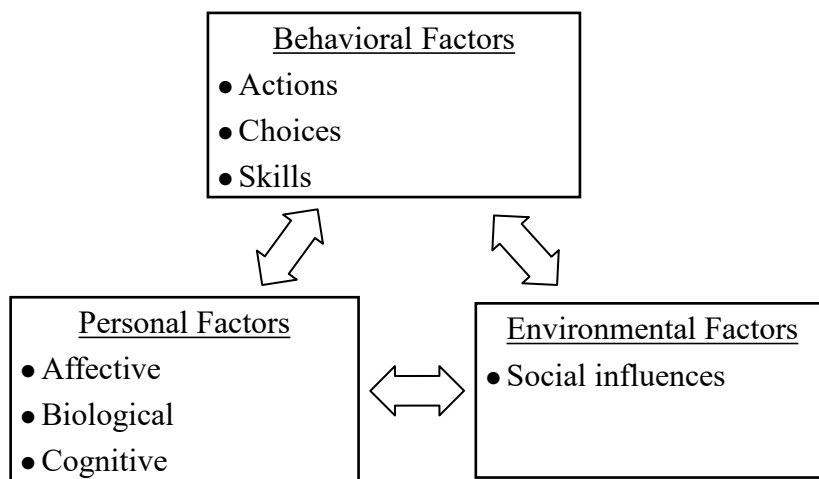 Behavioral Factors
● Actions
● Choices
● Skills
Personal Factors
● Affective
● Biological
● Cognitive
Environmental Factors
● Social influences